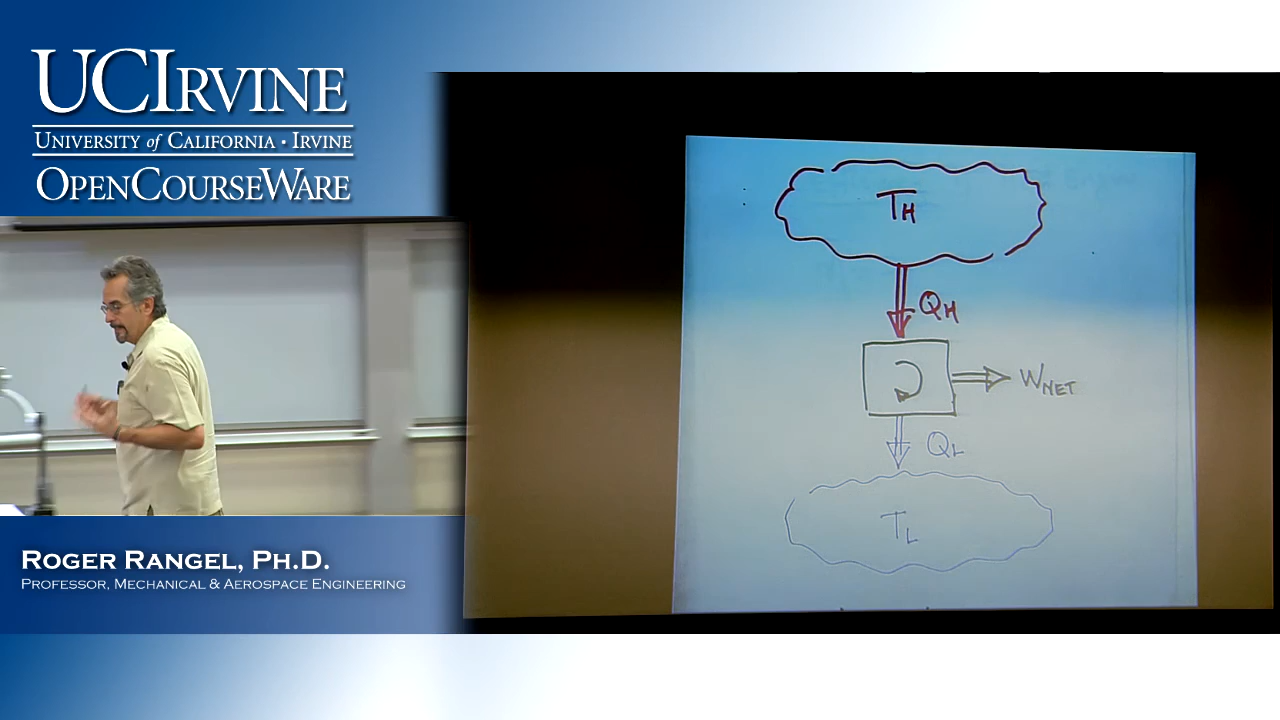 UCIRVINE
UNIVERSITY of CALIFORNIA · IRVINE
OPENCOURSEWARE
TH
QH
WNET
QL
TL
ROGER RANGEL, PH.D.
PROFESSOR, MECHANICAL & AEROSPACE ENGINEERING